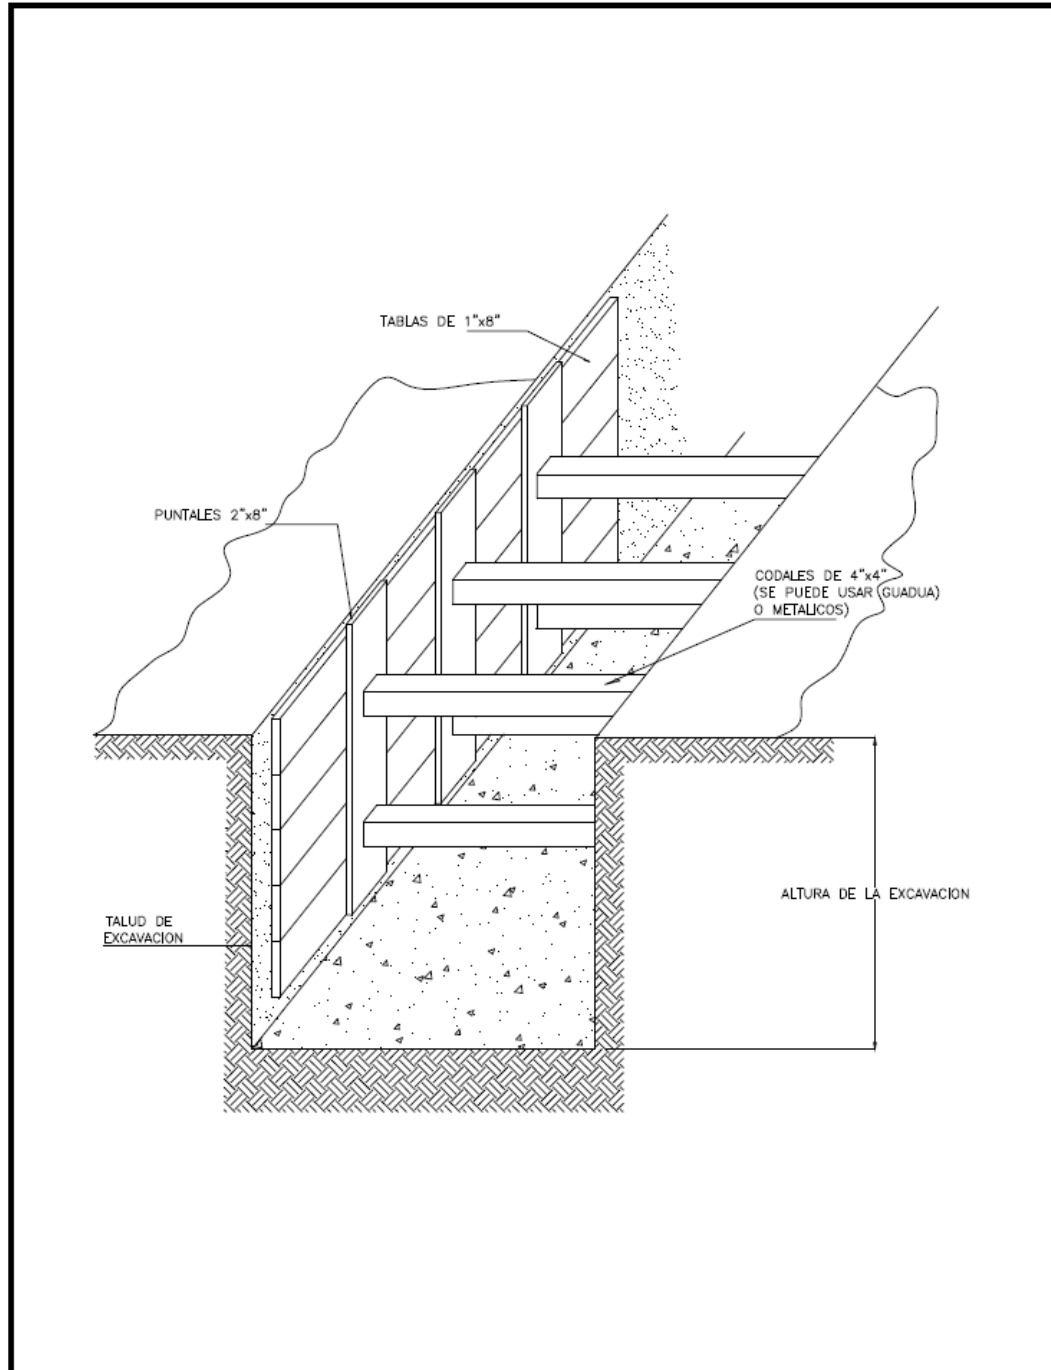 TABLAS DE 1"x8"
PUNTALES 2"x8"
CODALES DE 4"x4"
(SE PUEDE USAR GUADUA)
O METALICOS)
ALTURA DE LA EXCAVACION
TALUD DE
EXCAVACION